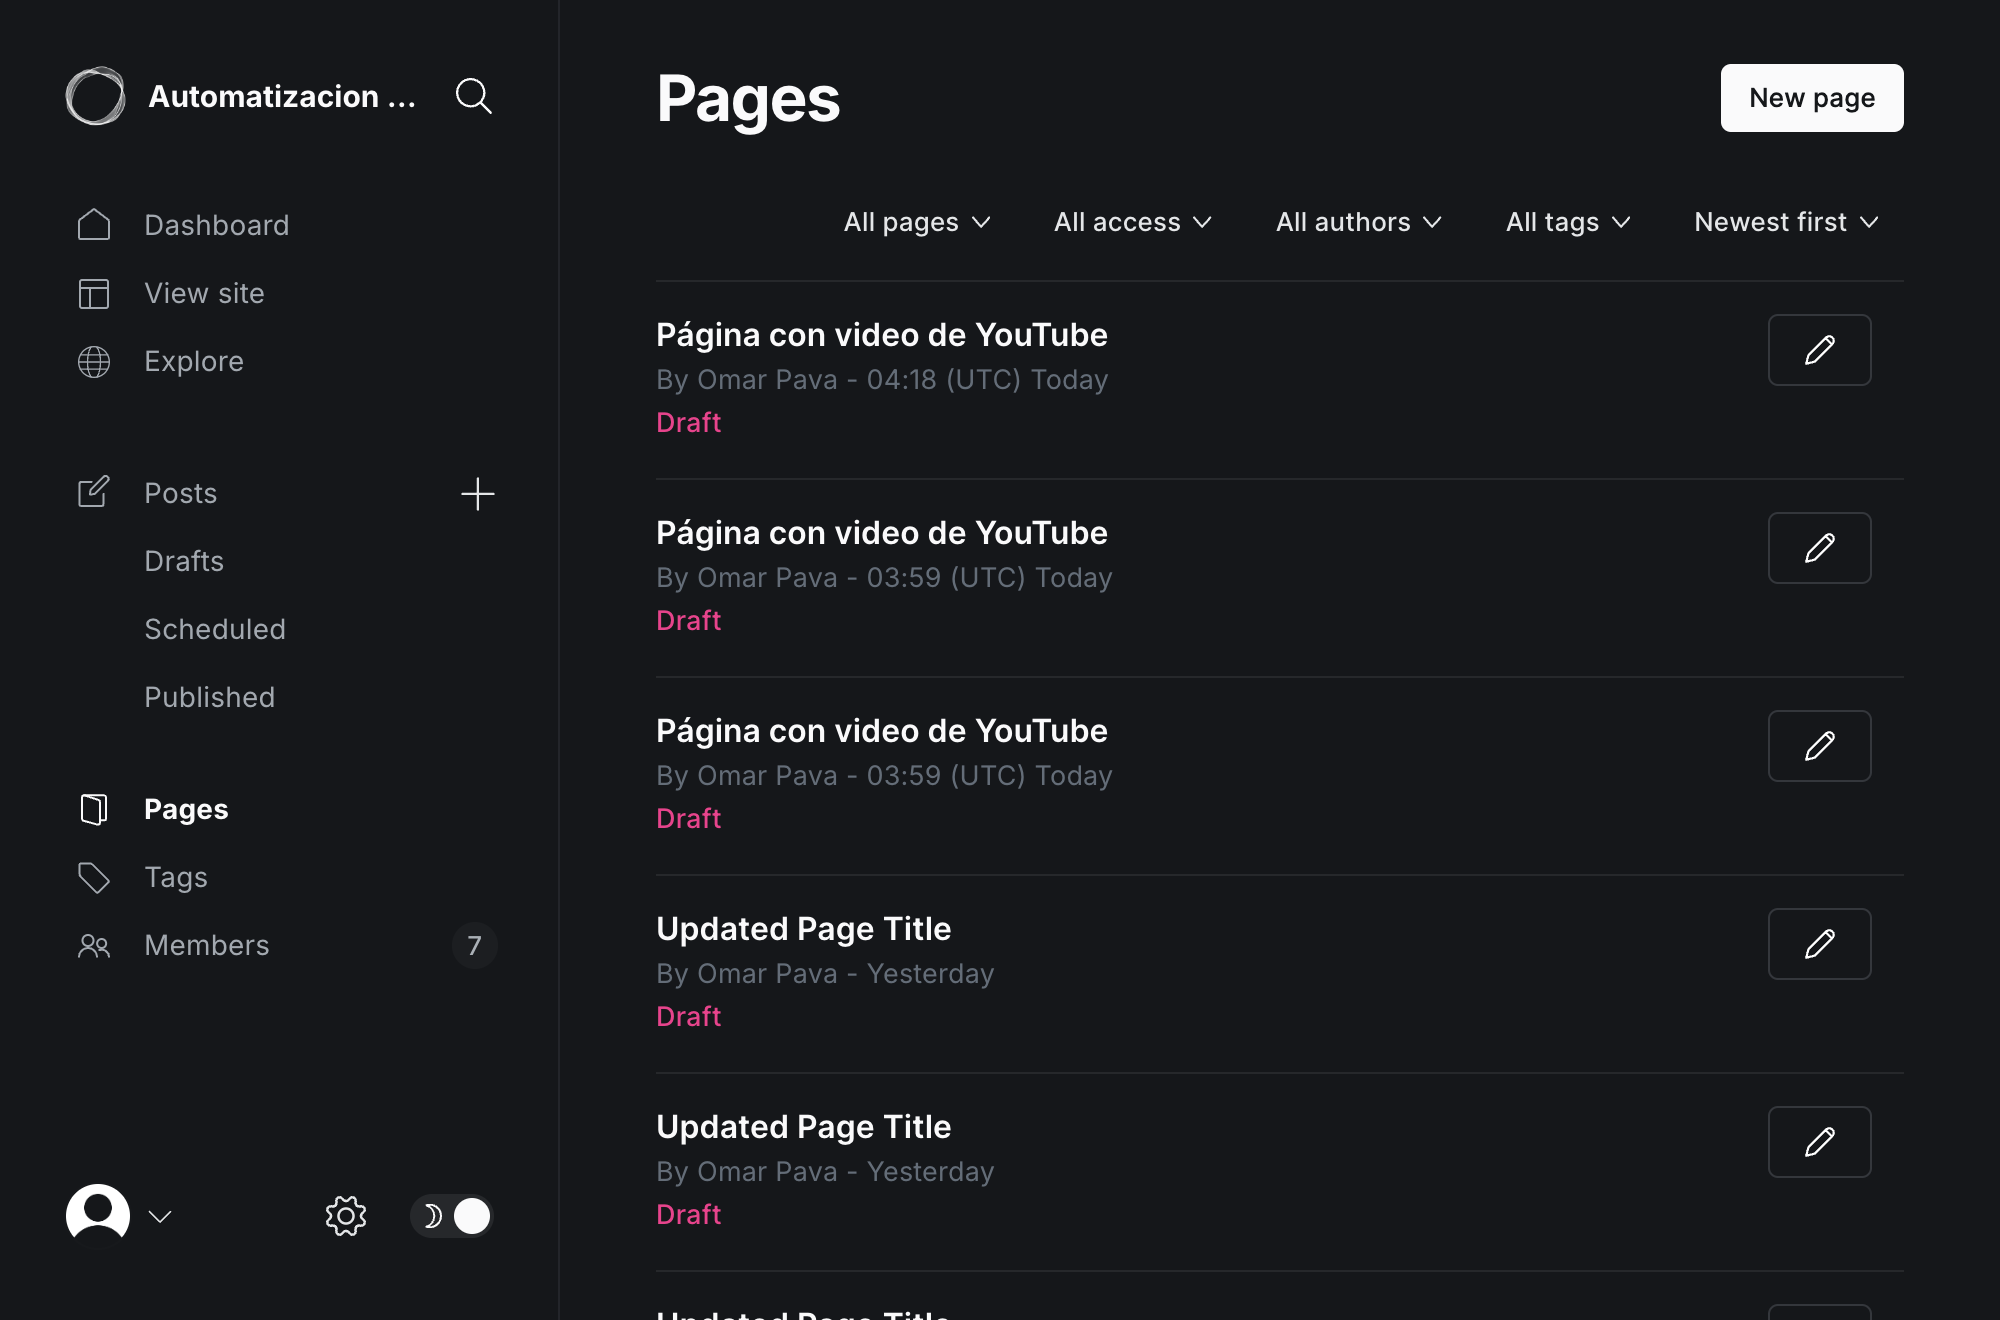 Automatizacion ...
Dashboard
View site
Explore
Posts
Drafts
Scheduled
Published
Pages
Tags
Members 7
Pages
New page
All pages All access All authors All tags Newest first
Página con video de YouTube
By Omar Pava - 04:18 (UTC) Today
Draft
Página con video de YouTube
By Omar Pava - 03:59 (UTC) Today
Draft
Página con video de YouTube
By Omar Pava - 03:59 (UTC) Today
Draft
Updated Page Title
By Omar Pava - Yesterday
Draft
Updated Page Title
By Omar Pava - Yesterday
Draft
Updated Page Title